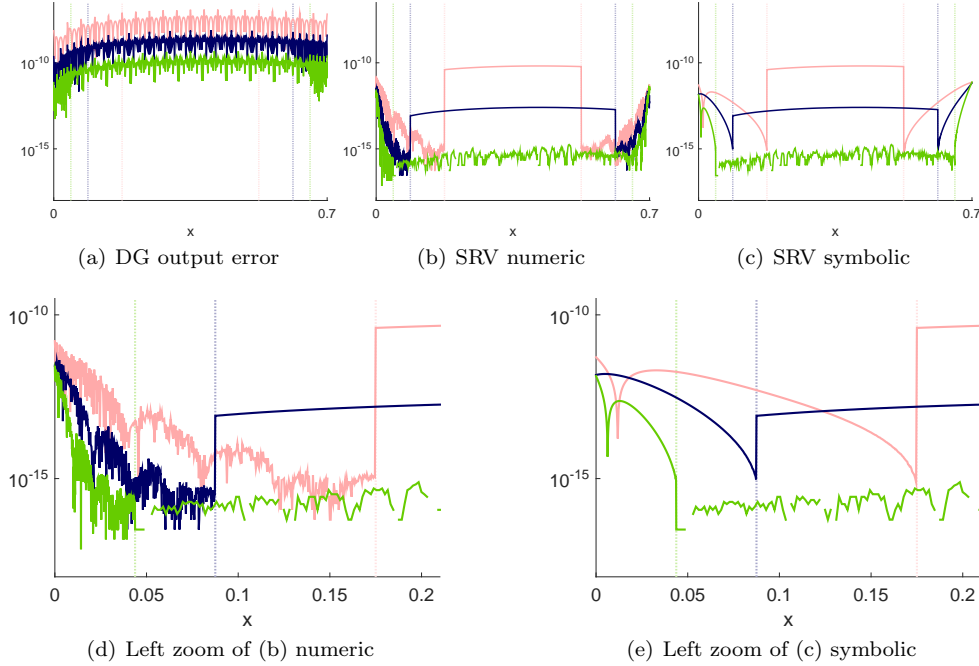 10^-10
10^-15
0
0.7
x
(a) DG output error
10^-10
10^-15
0
0.7
x
(b) SRV numeric
10^-10
10^-15
0
0.7
x
(c) SRV symbolic
10^-10
10^-15
0 0.05 0.1 0.15 0.2
x
(d) Left zoom of (b) numeric
10^-10
10^-15
0 0.05 0.1 0.15 0.2
x
(e) Left zoom of (c) symbolic